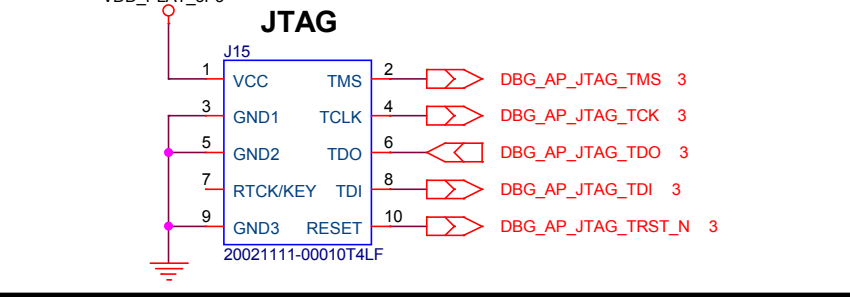 JTAG
J15
1 VCC TMS 2 DBG_AP_JTAG_TMS 3
3 GND1 TCLK 4 DBG_AP_JTAG_TCK 3
5 GND2 TDO 6 DBG_AP_JTAG_TDO 3
7 RTCK/KEY TDI 8 DBG_AP_JTAG_TDI 3
9 GND3 RESET 10 DBG_AP_JTAG_TRST_N 3
20021111-00010T4LF